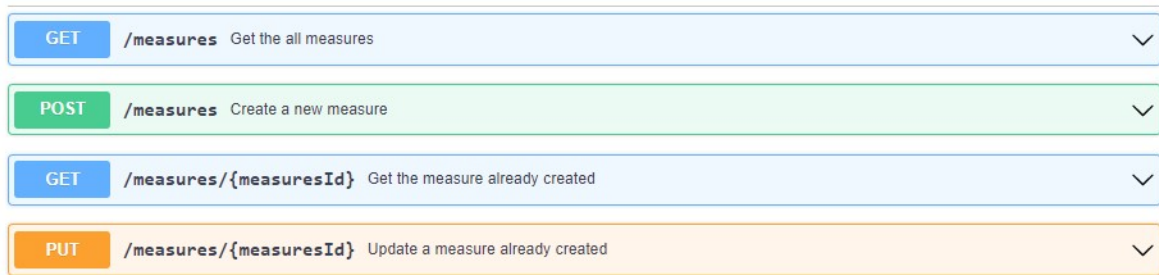 GET /measures Get the all measures
POST /measures Create a new measure
GET /measures/{measuresId} Get the measure already created
PUT /measures/{measuresId} Update a measure already created